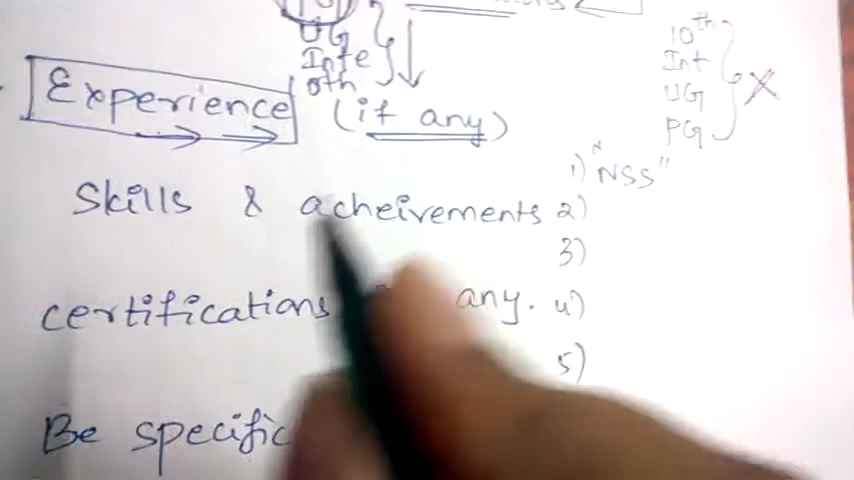 UG
Inte
oth
10th
Int
UG
PG
X
Experience (if any)
1) "NSS"
Skills & acheivements 2)
3)
certifications any. 4)
5)
Be specific